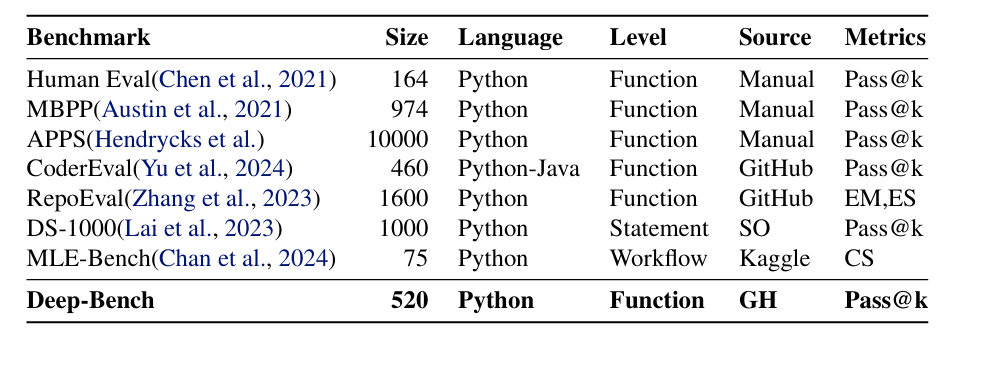 Benchmark Size Language Level Source Metrics
Human Eval(Chen et al., 2021) 164 Python Function Manual Pass@k
MBPP(Austin et al., 2021) 974 Python Function Manual Pass@k
APPS(Hendrycks et al.) 10000 Python Function Manual Pass@k
CoderEval(Yu et al., 2024) 460 Python-Java Function GitHub Pass@k
RepoEval(Zhang et al., 2023) 1600 Python Function GitHub EM,ES
DS-1000(Lai et al., 2023) 1000 Python Statement SO Pass@k
MLE-Bench(Chan et al., 2024) 75 Python Workflow Kaggle CS
Deep-Bench 520 Python Function GH Pass@k